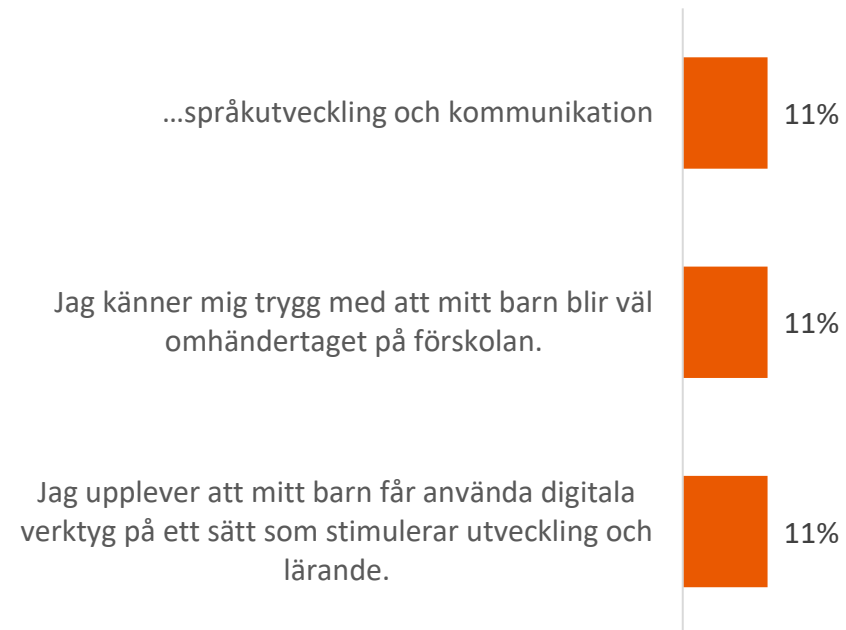 ...språkutveckling och kommunikation
11%
Jag känner mig trygg med att mitt barn blir väl
omhändertaget på förskolan.
11%
Jag upplever att mitt barn får använda digitala
verktyg på ett sätt som stimulerar utveckling och
lärande.
11%